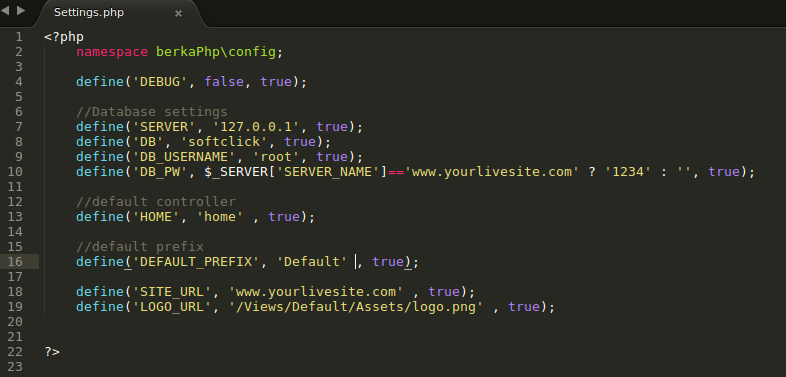 Settings.php ×
1 <?php
2     namespace berkaPhp\config;
3
4     define('DEBUG', false, true);
5
6     //Database settings
7     define('SERVER', '127.0.0.1', true);
8     define('DB', 'softclick', true);
9     define('DB_USERNAME', 'root', true);
10     define('DB_PW', $_SERVER['SERVER_NAME']=='www.yourlivesite.com' ? '1234' : '', true);
11
12     //default controller
13     define('HOME', 'home' , true);
14
15     //default prefix
16     define('DEFAULT_PREFIX', 'Default' , true);
17
18     define('SITE_URL', 'www.yourlivesite.com' , true);
19     define('LOGO_URL', '/Views/Default/Assets/logo.png' , true);
20
21
22 ?>
23